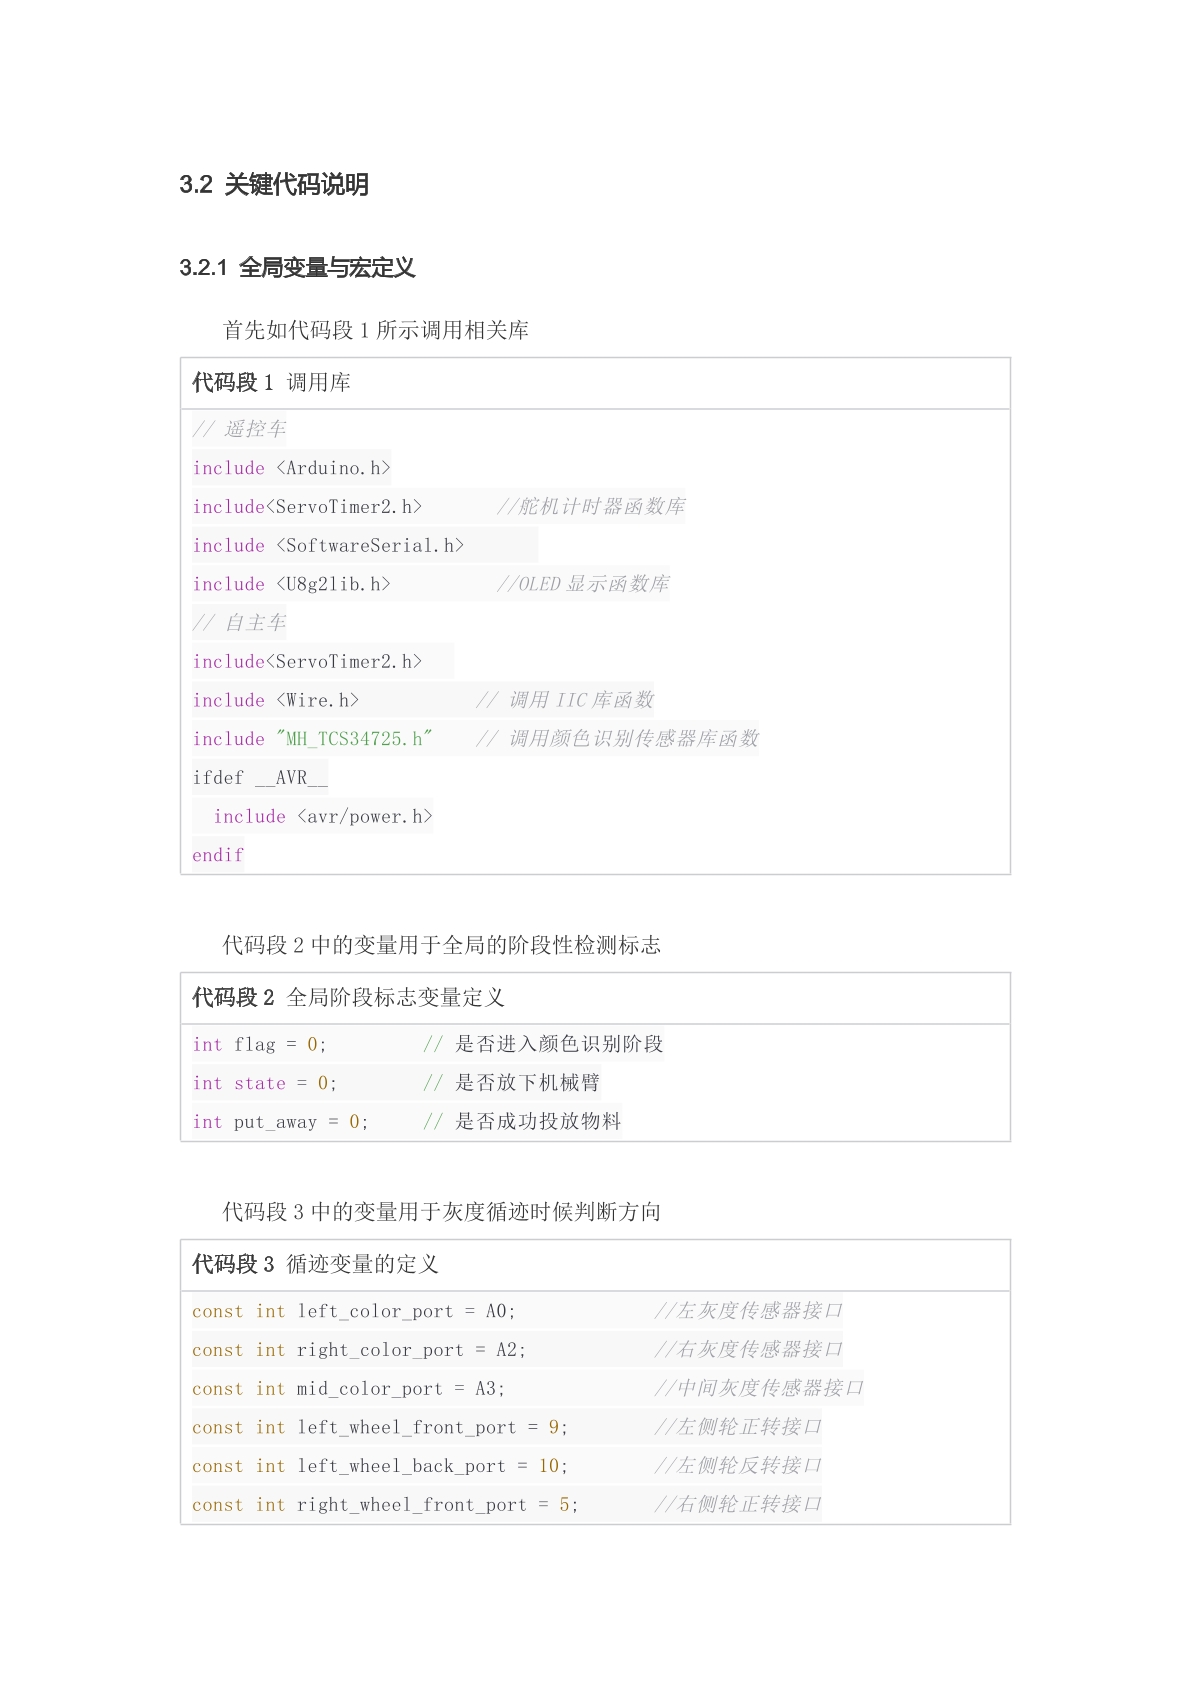 3.2 关键代码说明
3.2.1 全局变量与宏定义
首先如代码段 1 所示调用相关库
代码段 1 调用库
// 遥控车
include <Arduino.h>
include<ServoTimer2.h> //舵机计时器函数库
include <SoftwareSerial.h>
include <U8g2lib.h> //OLED 显示函数库
// 自主车
include<ServoTimer2.h>
include <Wire.h> // 调用 IIC 库函数
include "MH_TCS34725.h" // 调用颜色识别传感器库函数
ifdef __AVR__
include <avr/power.h>
endif
代码段 2 中的变量用于全局的阶段性检测标志
代码段 2 全局阶段标志变量定义
int flag = 0; // 是否进入颜色识别阶段
int state = 0; // 是否放下机械臂
int put_away = 0; // 是否成功投放物料
代码段 3 中的变量用于灰度循迹时候判断方向
代码段 3 循迹变量的定义
const int left_color_port = A0; //左灰度传感器接口
const int right_color_port = A2; //右灰度传感器接口
const int mid_color_port = A3; //中间灰度传感器接口
const int left_wheel_front_port = 9; //左侧轮正转接口
const int left_wheel_back_port = 10; //左侧轮反转接口
const int right_wheel_front_port = 5; //右侧轮正转接口